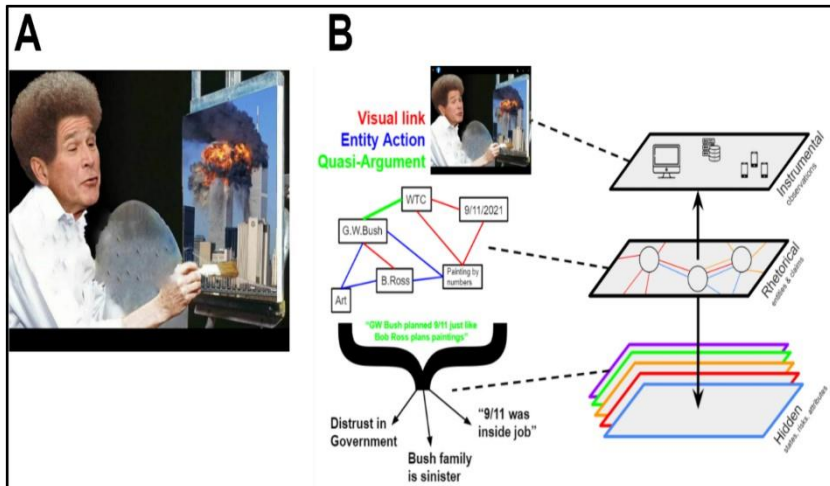 A
B
Visual link
Entity Action
Quasi-Argument
WTC
9/11/2021
G.W.Bush
B.Ross
Painting by
numbers
Art
"GW Bush planned 9/11 just like
Bob Ross plans paintings"
Distrust in
Government
"9/11 was
inside job"
Bush family
is sinister
Instrumental
observations
Rhetorical
entities & claims
Hidden
states, risks, attributes